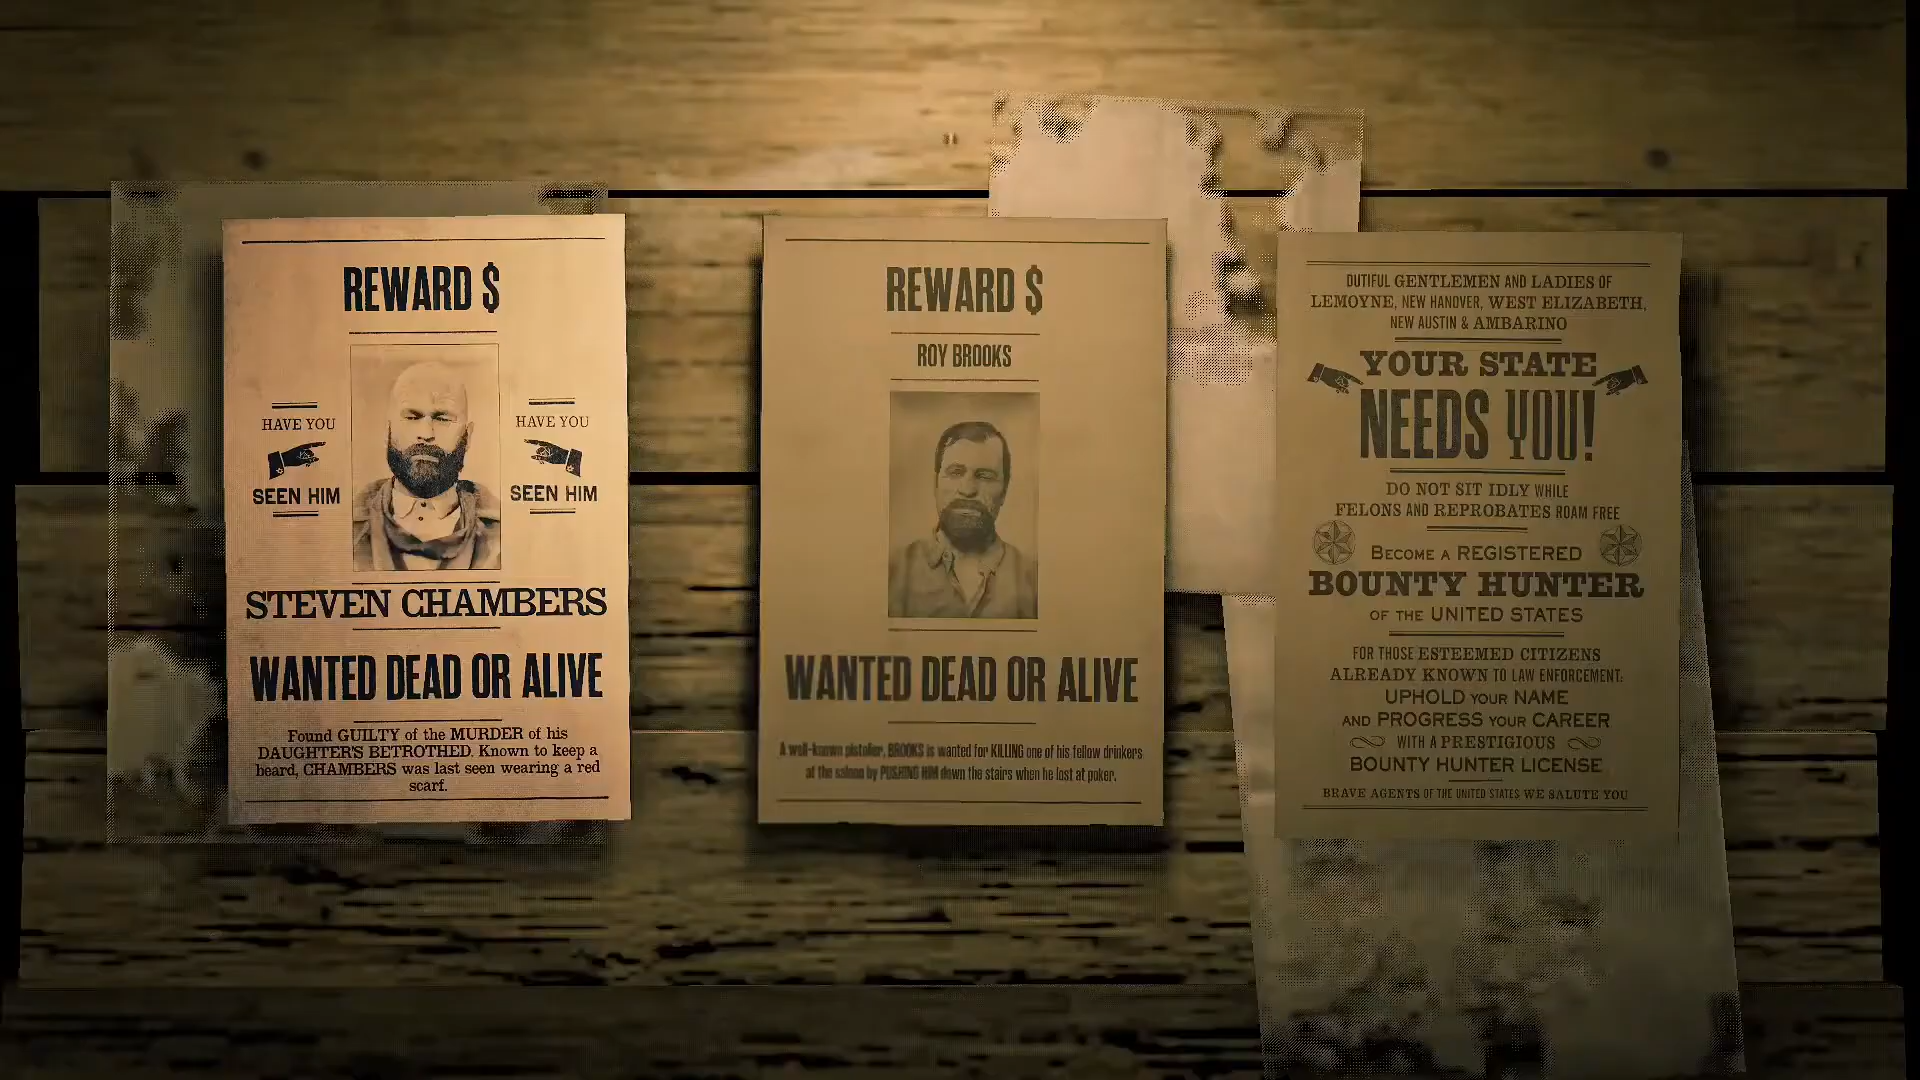 REWARD $
HAVE YOU
SEEN HIM
HAVE YOU
SEEN HIM
STEVEN CHAMBERS
WANTED DEAD OR ALIVE
Found GUILTY of the MURDER of his
DAUGHTER'S BETROTHED. Known to keep a
beard, CHAMBERS was last seen wearing a red
scarf.
REWARD $
ROY BROOKS
WANTED DEAD OR ALIVE
A well-known pistolier, BROOKS is wanted for KILLING one of his fellow drinkers
at the saloon by PUSHING HIM down the stairs when he lost at poker.
DUTIFUL GENTLEMEN AND LADIES OF
LEMOYNE, NEW HANOVER, WEST ELIZABETH,
NEW AUSTIN & AMBARINO
YOUR STATE
NEEDS YOU!
DO NOT SIT IDLY WHILE
FELONS AND REPROBATES ROAM FREE
BECOME A REGISTERED
BOUNTY HUNTER
OF THE UNITED STATES
FOR THOSE ESTEEMED CITIZENS
ALREADY KNOWN TO LAW ENFORCEMENT:
UPHOLD YOUR NAME
AND PROGRESS YOUR CAREER
WITH A PRESTIGIOUS
BOUNTY HUNTER LICENSE
BRAVE AGENTS OF THE UNITED STATES WE SALUTE YOU